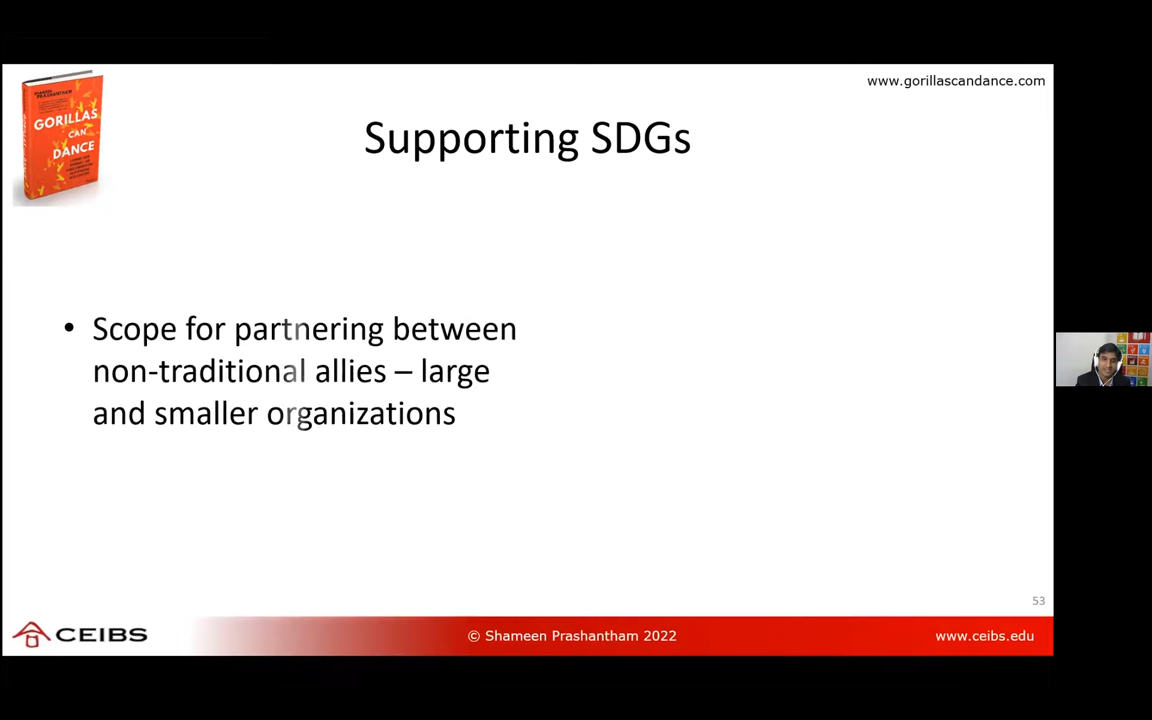 www.gorillascandance.com
GORILLAS
CAN
DANCE
Supporting SDGs
• Scope for partnering between
non-traditional allies – large
and smaller organizations
53
CEIBS
© Shameen Prashantham 2022
www.ceibs.edu